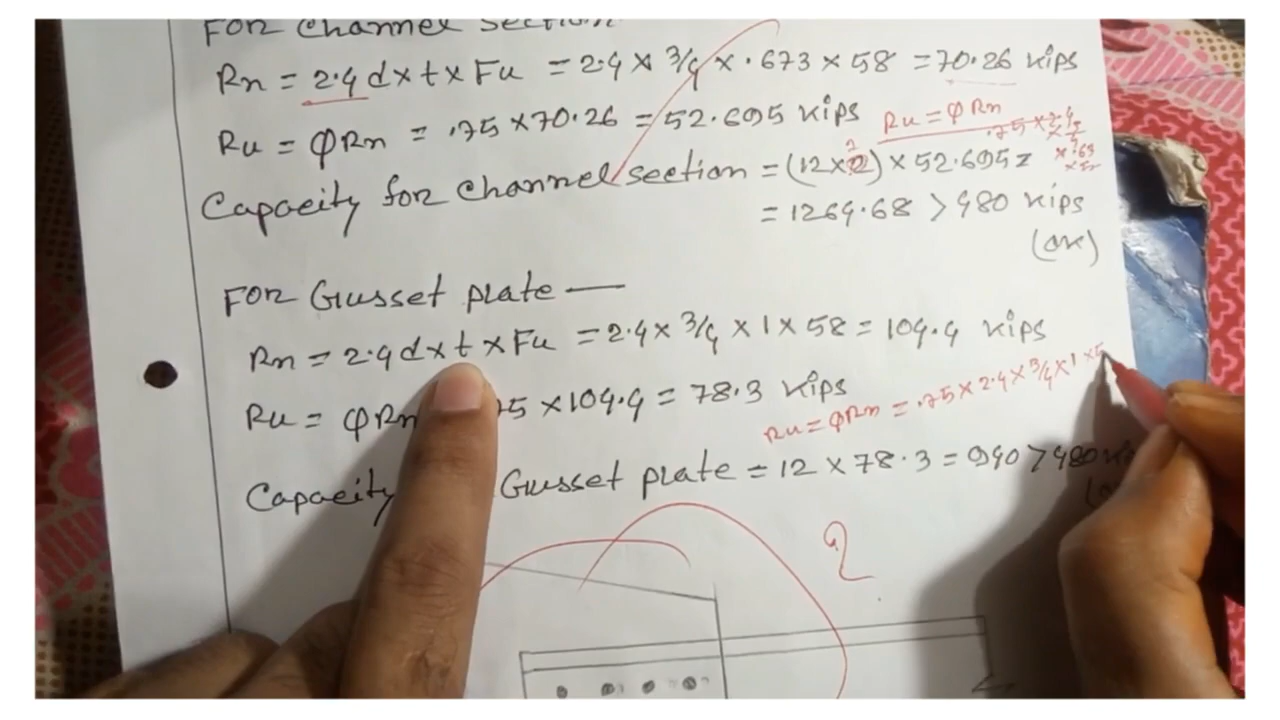 FOR Channel section
Rn = 2.4 d x t x Fu = 2.4 x 3/4 x .673 x 58 = 70.26 kips
Ru = φRn = .75 x 70.26 = 52.695 kips
Ru = φRn
.75 x 2.4
Capacity for Channel section = (12 x 2) x 52.695 =
= 1264.68 > 480 kips
(OK)
FOR Gusset plate —
Rn = 2.4 d x t x Fu = 2.4 x 3/4 x 1 x 58 = 104.4 kips
Ru = φRn 75 x 104.4 = 78.3 kips
Ru = φRn = .75 x 2.4 x 3/4 x 1 x 5
Capacity Gusset plate = 12 x 78.3 = 940 > 480
2